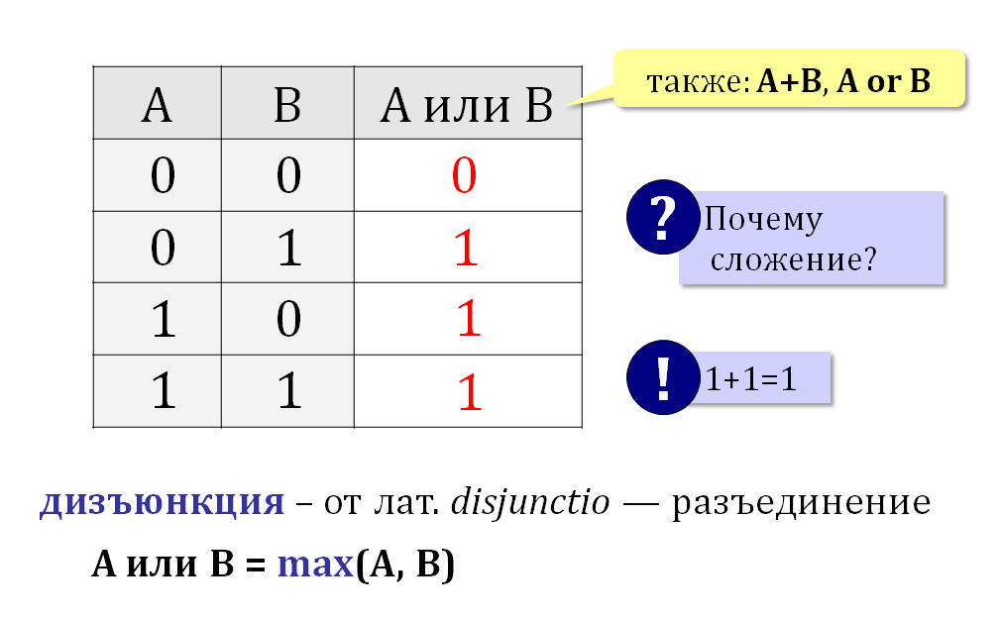 A B А или B
также: A+B, A or B
0 0 0
0 1 1
1 0 1
1 1 1
? Почему
сложение?
! 1+1=1
дизъюнкция – от лат. disjunctio — разъединение
A или B = max(A, B)